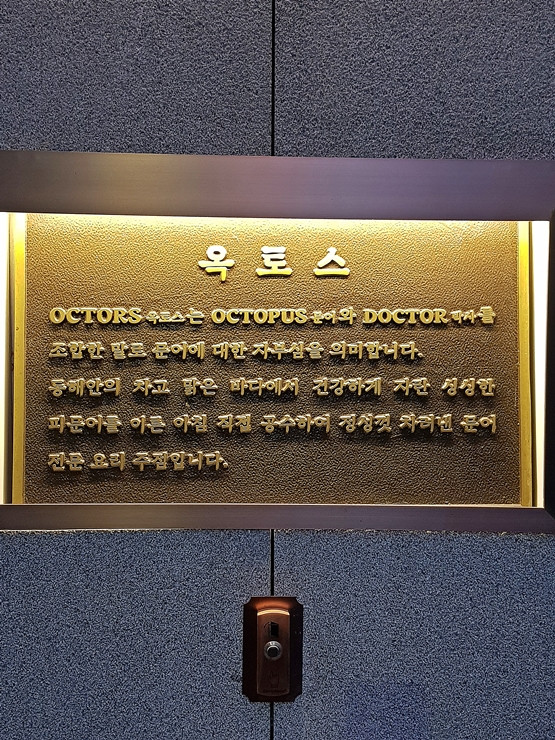 옥토스
OCTORS 옥토스는 OCTOPUS 문어와 DOCTOR 박사를
조합한 말로 문어에 대한 자부심을 의미합니다.
동해안의 차고 맑은 바다에서 건강하게 자란 싱싱한
피문어를 이른 아침 직접 공수하여 정성껏 차려낸 문어
전문 요리 주점입니다.